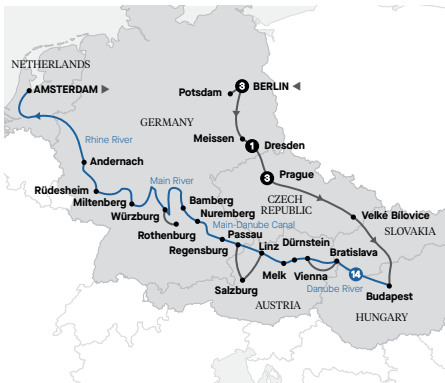 NETHERLANDS
AMSTERDAM
Potsdam
3
BERLIN
GERMANY
Meissen
1
Dresden
Rhine River
Andernach
3
Prague
Main River
Rüdesheim
Miltenberg
Würzburg
Bamberg
Nuremberg
CZECH
REPUBLIC
Velké Bílovice
SLOVAKIA
Rothenburg
Main-Danube Canal
Regensburg
Passau
Linz
Dürnstein
Bratislava
Melk
Vienna
14
Salzburg
Danube River
Budapest
AUSTRIA
HUNGARY